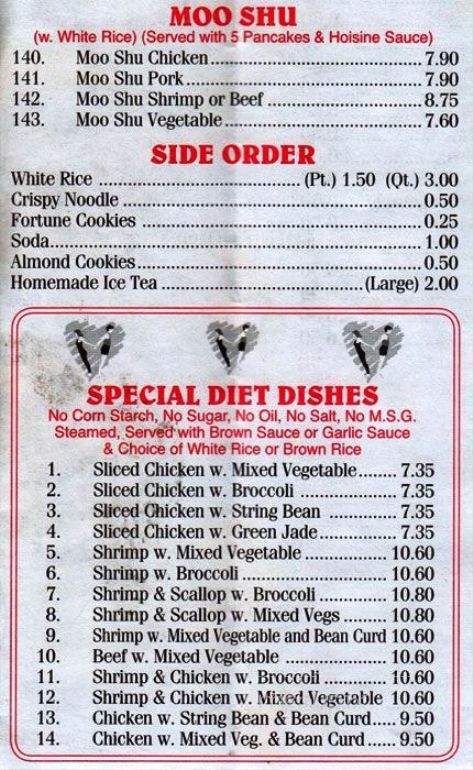 MOO SHU
(w. White Rice) (Served with 5 Pancakes & Hoisine Sauce)
140. Moo Shu Chicken 7.90
141. Moo Shu Pork 7.90
142. Moo Shu Shrimp or Beef 8.75
143. Moo Shu Vegetable 7.60
SIDE ORDER
White Rice (Pt.) 1.50 (Qt.) 3.00
Crispy Noodle 0.50
Fortune Cookies 0.25
Soda 1.00
Almond Cookies 0.50
Homemade Ice Tea (Large) 2.00
SPECIAL DIET DISHES
No Corn Starch, No Sugar, No Oil, No Salt, No M.S.G.
Steamed, Served with Brown Sauce or Garlic Sauce
& Choice of White Rice or Brown Rice
1. Sliced Chicken w. Mixed Vegetable 7.35
2. Sliced Chicken w. Broccoli 7.35
3. Sliced Chicken w. String Bean 7.35
4. Sliced Chicken w. Green Jade 7.35
5. Shrimp w. Mixed Vegetable 10.60
6. Shrimp w. Broccoli 10.60
7. Shrimp & Scallop w. Broccoli 10.80
8. Shrimp & Scallop w. Mixed Vegs 10.80
9. Shrimp w. Mixed Vegetable and Bean Curd 10.60
10. Beef w. Mixed Vegetable 10.60
11. Shrimp & Chicken w. Broccoli 10.60
12. Shrimp & Chicken w. Mixed Vegetable 10.60
13. Chicken w. String Bean & Bean Curd 9.50
14. Chicken w. Mixed Veg. & Bean Curd 9.50